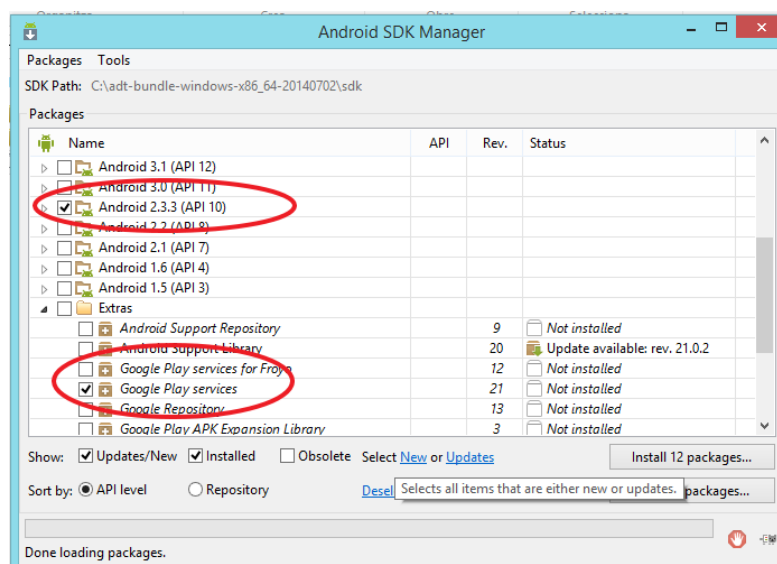 Android SDK Manager
Packages Tools
SDK Path: C:\adt-bundle-windows-x86_64-20140702\sdk
Packages
Name API Rev. Status
Android 3.1 (API 12)
Android 3.0 (API 11)
Android 2.3.3 (API 10)
Android 2.2 (API 8)
Android 2.1 (API 7)
Android 1.6 (API 4)
Android 1.5 (API 3)
Extras
Android Support Repository 9 Not installed
Android Support Library 20 Update available: rev. 21.0.2
Google Play services for Froyo 12 Not installed
Google Play services 21 Not installed
Google Repository 13 Not installed
Google Play APK Expansion Library 3 Not installed
Show: Updates/New Installed Obsolete Select New or Updates Install 12 packages...
Sort by: API level Repository Desel packages...
Selects all items that are either new or updates.
Done loading packages.